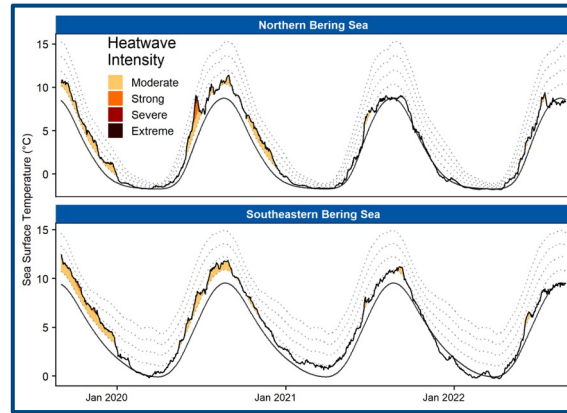 Northern Bering Sea
15
10
5
0
Heatwave
Intensity
Moderate
Strong
Severe
Extreme
Sea Surface Temperature (°C)
Southeastern Bering Sea
15
10
5
0
Jan 2020
Jan 2021
Jan 2022